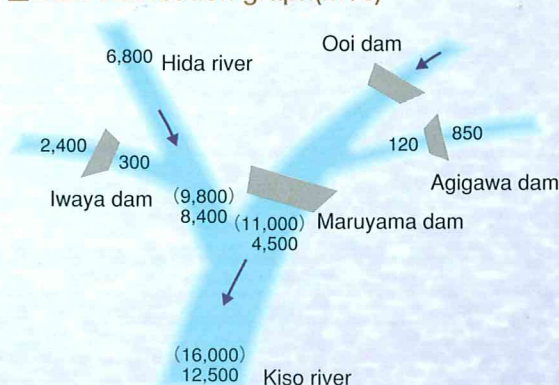 Ooi dam
6,800
Hida river
2,400
300
120
850
Iwaya dam
Agigawa dam
(9,800)
8,400
(11,000)
4,500
Maruyama dam
(16,000)
12,500
Kiso river